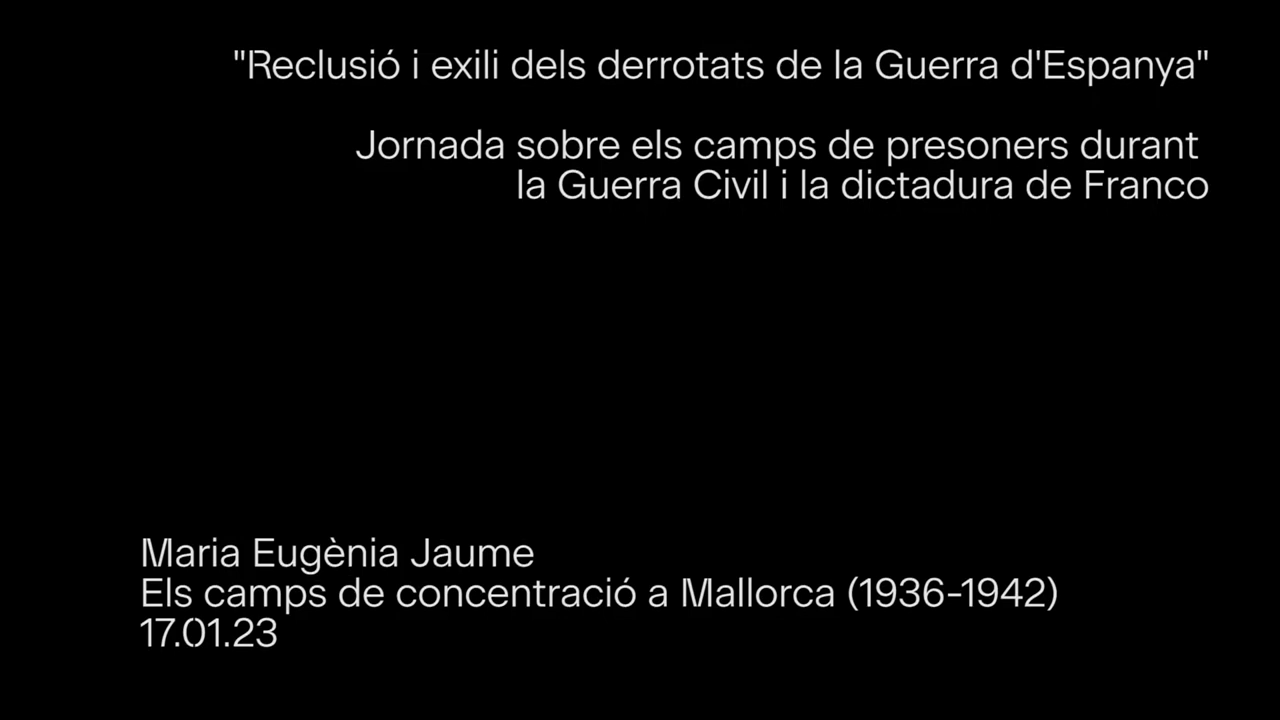 "Reclusió i exili dels derrotats de la Guerra d'Espanya"
Jornada sobre els camps de presoners durant
la Guerra Civil i la dictadura de Franco
Maria Eugènia Jaume
Els camps de concentració a Mallorca (1936-1942)
17.01.23